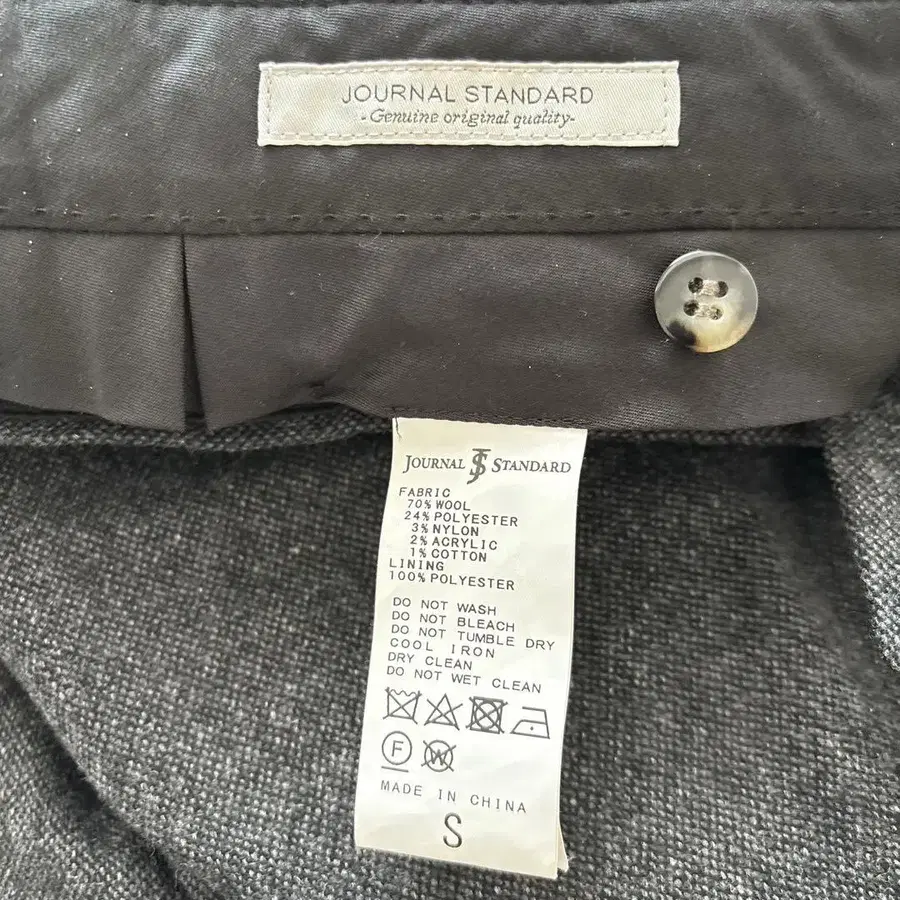 JOURNAL STANDARD
-Genuine original quality-
JOURNAL JS STANDARD
FABRIC
70% WOOL
24% POLYESTER
3% NYLON
2% ACRYLIC
1% COTTON
LINING
100% POLYESTER
DO NOT WASH
DO NOT BLEACH
DO NOT TUMBLE DRY
COOL IRON
DRY CLEAN
DO NOT WET CLEAN
F W
MADE IN CHINA
S